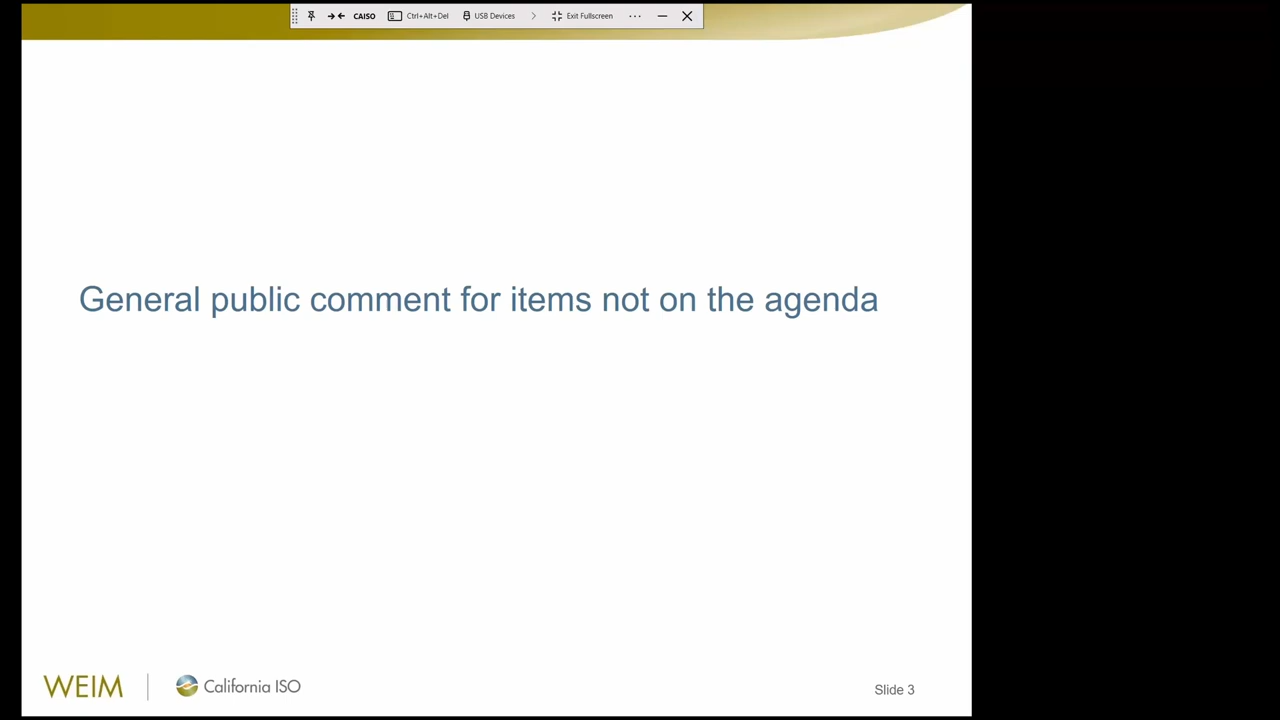 CAISO Ctrl+Alt+Del USB Devices Exit Fullscreen
General public comment for items not on the agenda
WEIM California ISO
Slide 3